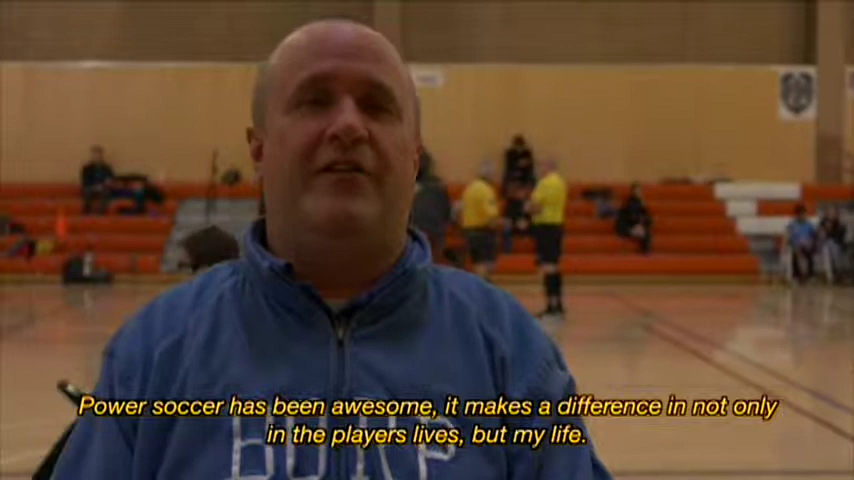 Power soccer has been awesome, it makes a difference in not only
in the players lives, but my life.